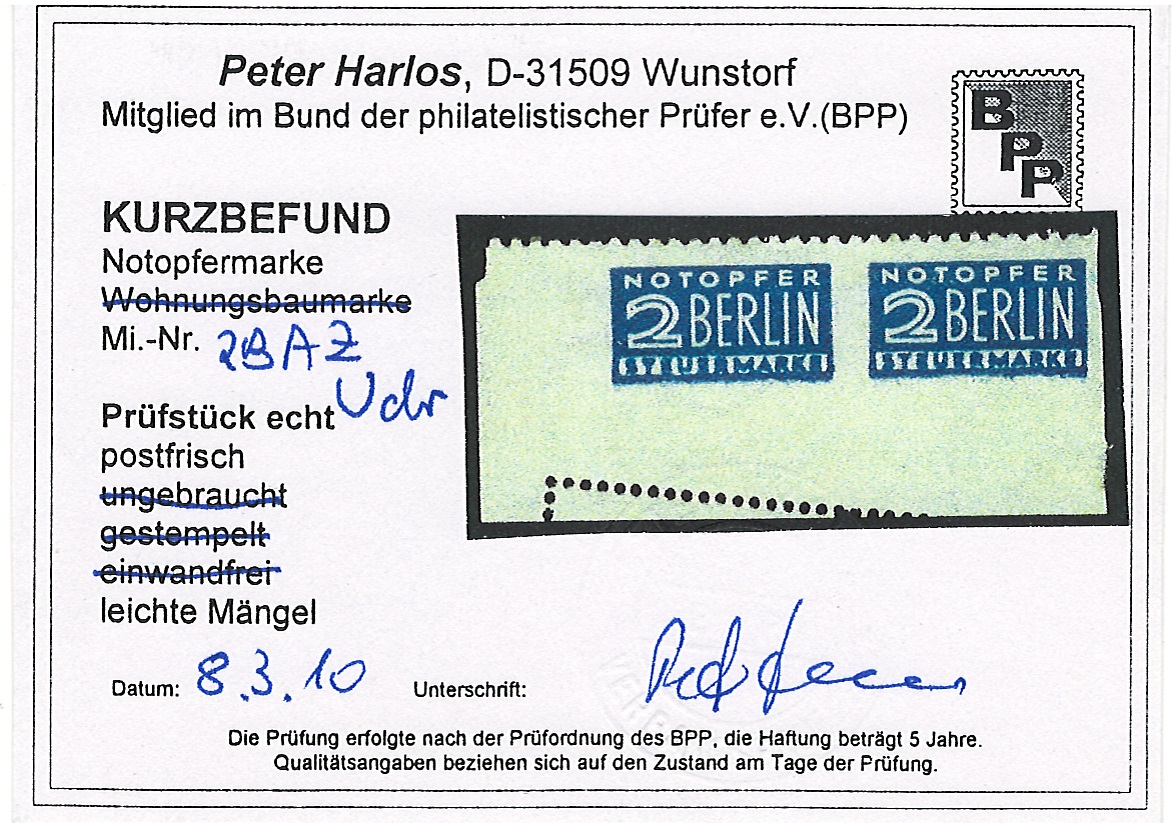 Peter Harlos, D-31509 Wunstorf
Mitglied im Bund der philatelistischer Prüfer e.V.(BPP)
BPP
KURZBEFUND
Notopfermarke
Wohnungsbaumarke
Mi.-Nr. 2BAZ
Udr
Prüfstück echt
postfrisch
ungebraucht
gestempelt
einwandfrei
leichte Mängel
NOTOPFER
2 BERLIN
STEUERMARKE
NOTOPFER
2 BERLIN
STEUERMARKE
Datum: 8.3.10 Unterschrift:
Die Prüfung erfolgte nach der Prüfordnung des BPP, die Haftung beträgt 5 Jahre.
Qualitätsangaben beziehen sich auf den Zustand am Tage der Prüfung.